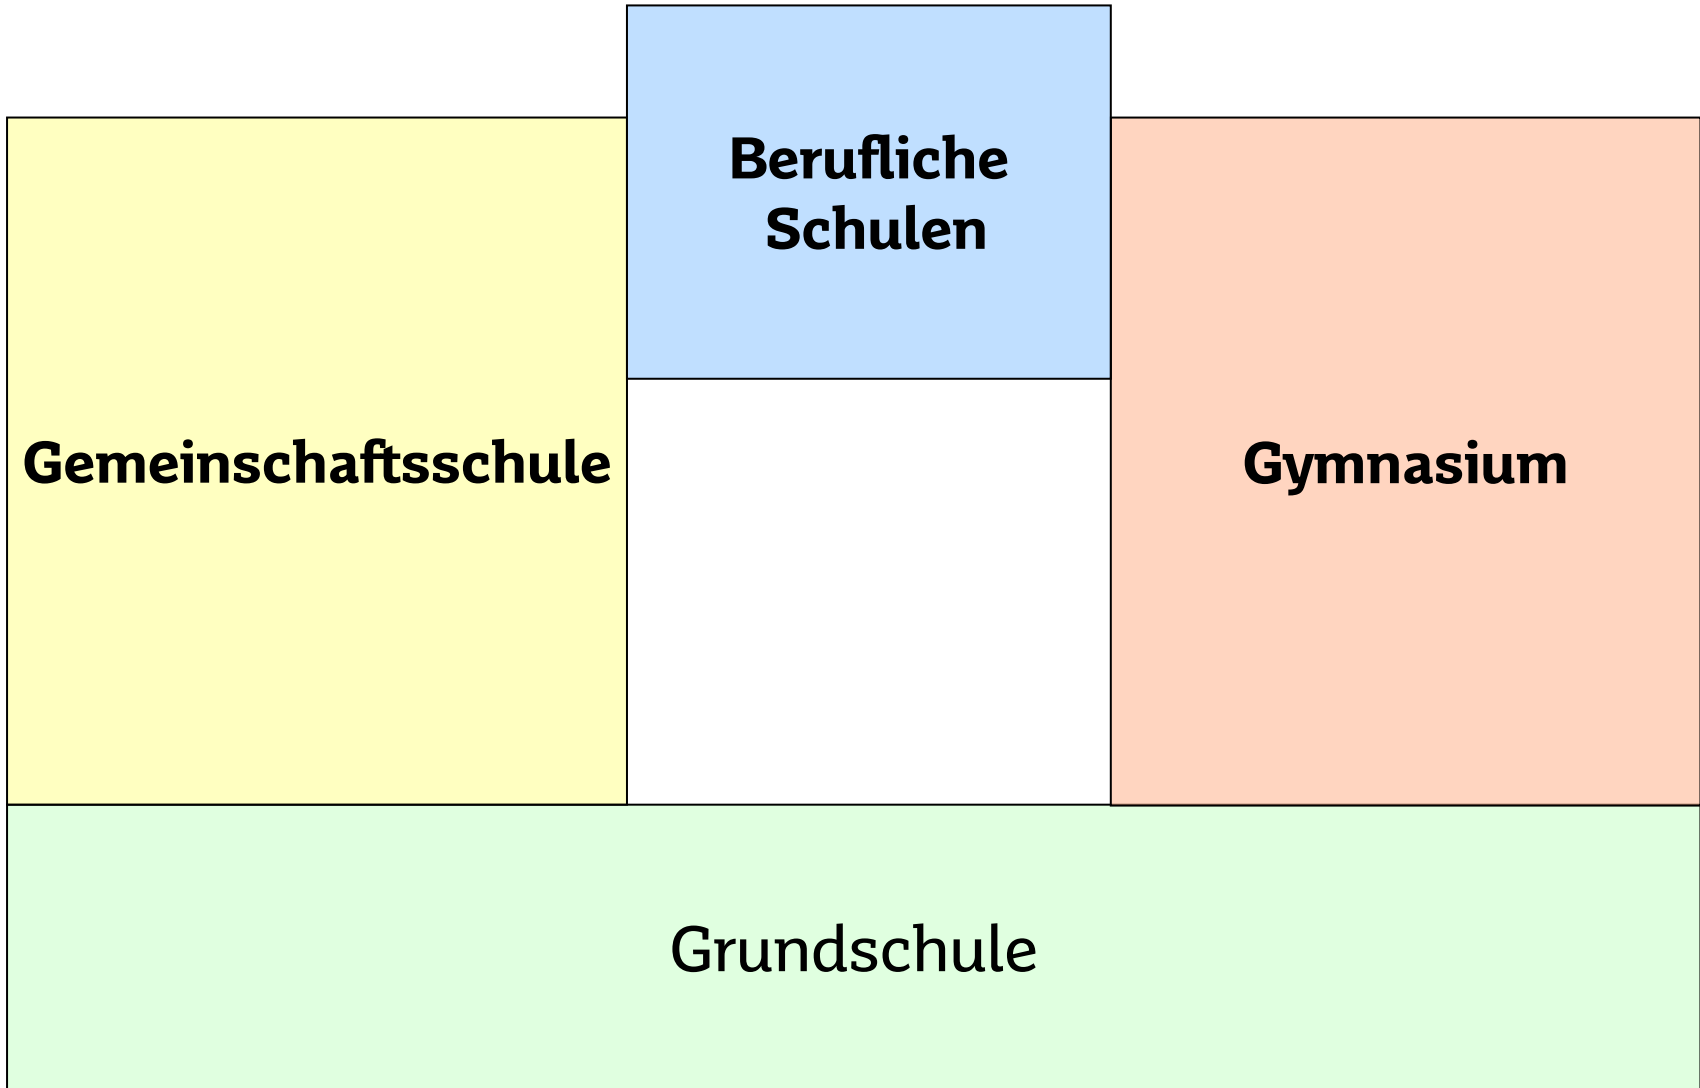 Berufliche
Schulen
Gemeinschaftsschule
Gymnasium
Grundschule